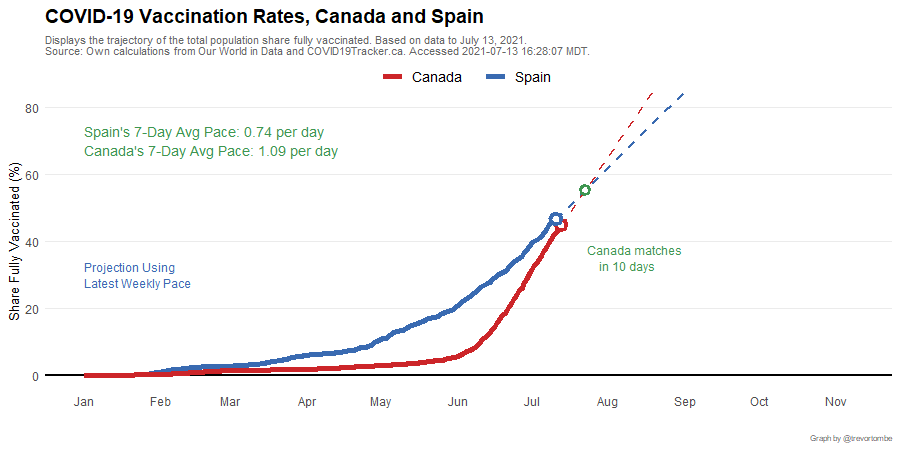 COVID-19 Vaccination Rates, Canada and Spain
Displays the trajectory of the total population share fully vaccinated. Based on data to July 13, 2021.
Source: Own calculations from Our World in Data and COVID19Tracker.ca. Accessed 2021-07-13 16:28:07 MDT.
Canada Spain
Share Fully Vaccinated (%)
80
60
40
20
0
Spain's 7-Day Avg Pace: 0.74 per day
Canada's 7-Day Avg Pace: 1.09 per day
Canada matches
in 10 days
Projection Using
Latest Weekly Pace
Jan Feb Mar Apr May Jun Jul Aug Sep Oct Nov
Graph by @trevortombe